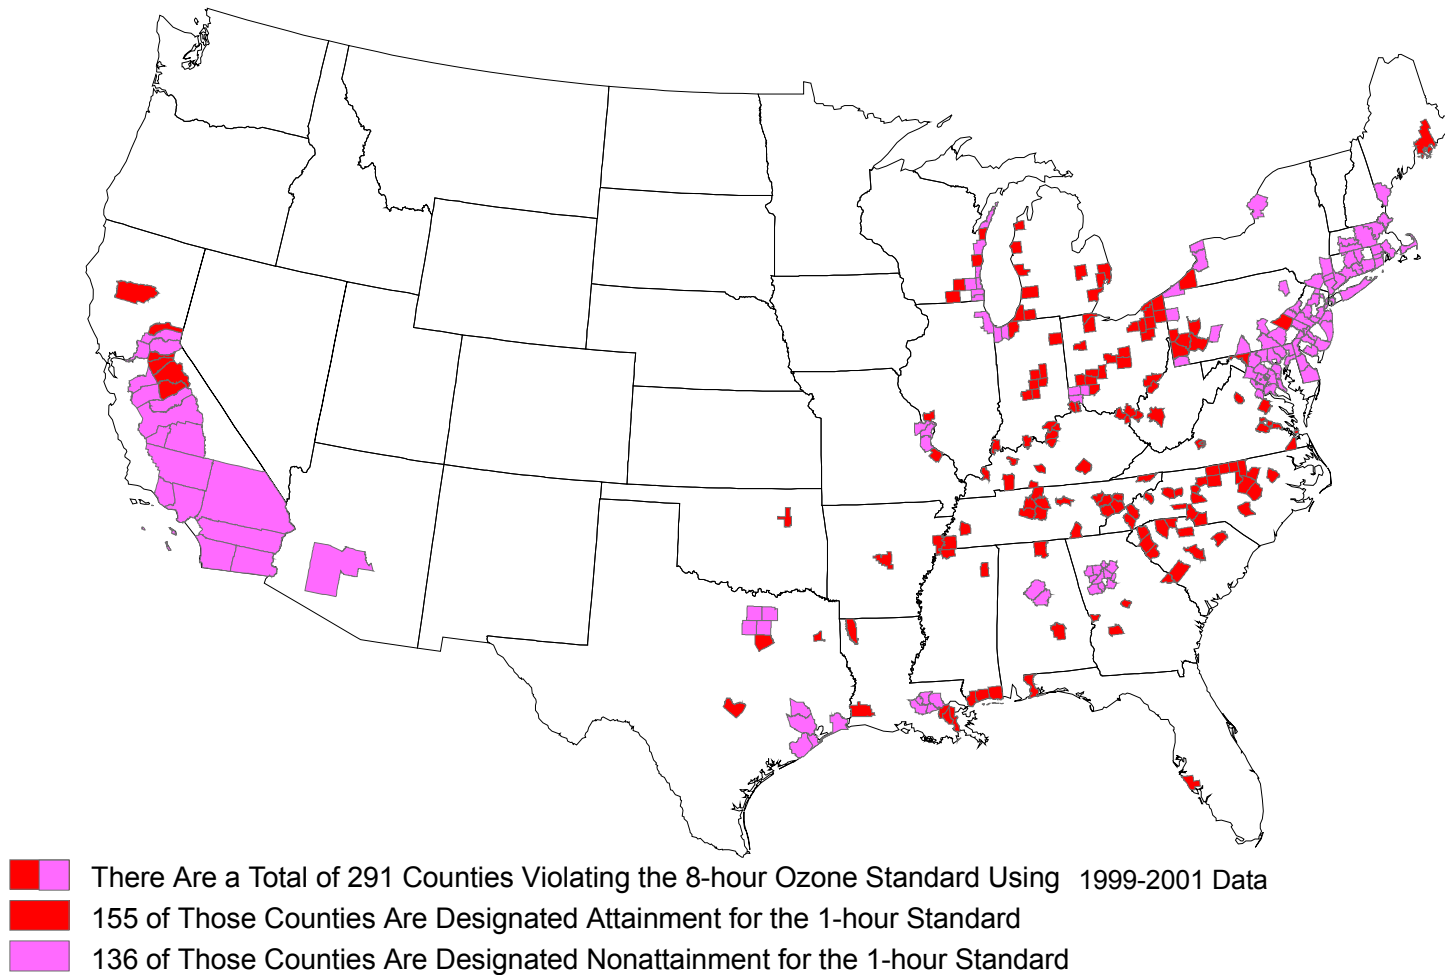 There Are a Total of 291 Counties Violating the 8-hour Ozone Standard Using 1999-2001 Data
155 of Those Counties Are Designated Attainment for the 1-hour Standard
136 of Those Counties Are Designated Nonattainment for the 1-hour Standard